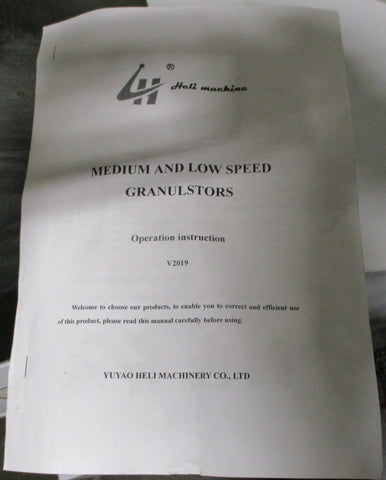 LH ® Heli machine
MEDIUM AND LOW SPEED
GRANULSTORS
Operation instruction
V2019
Welcome to choose our products, to enable you to correct and efficient use
of this product, please read this manual carefully before using.
YUYAO HELI MACHINERY CO., LTD